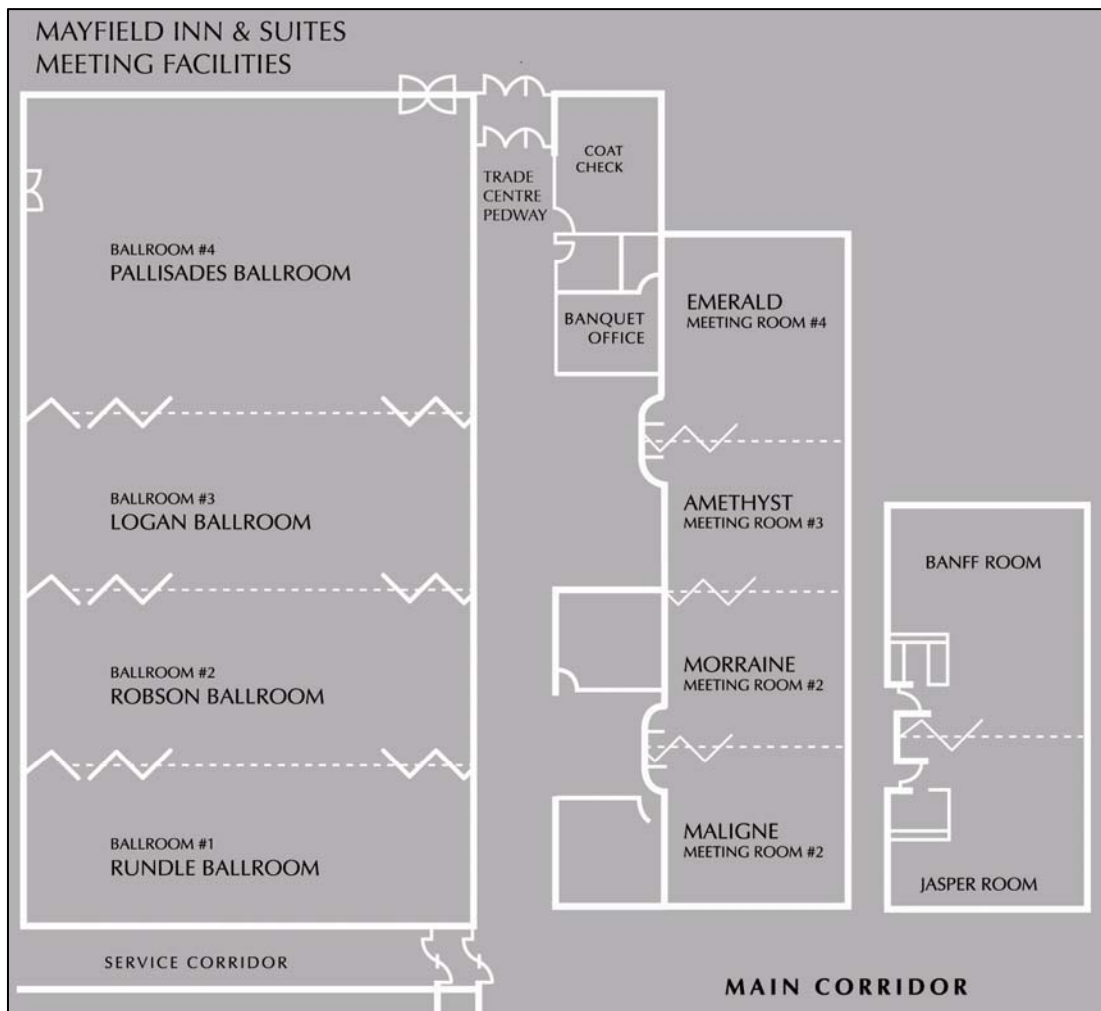 MAYFIELD INN & SUITES
MEETING FACILITIES
COAT
CHECK
TRADE
CENTRE
PEDWAY
BALLROOM #4
PALLISADES BALLROOM
BANQUET
OFFICE
EMERALD
MEETING ROOM #4
BALLROOM #3
LOGAN BALLROOM
AMETHYST
MEETING ROOM #3
BANFF ROOM
BALLROOM #2
ROBSON BALLROOM
MORRAINE
MEETING ROOM #2
BALLROOM #1
RUNDLE BALLROOM
MALIGNE
MEETING ROOM #2
JASPER ROOM
SERVICE CORRIDOR
MAIN CORRIDOR